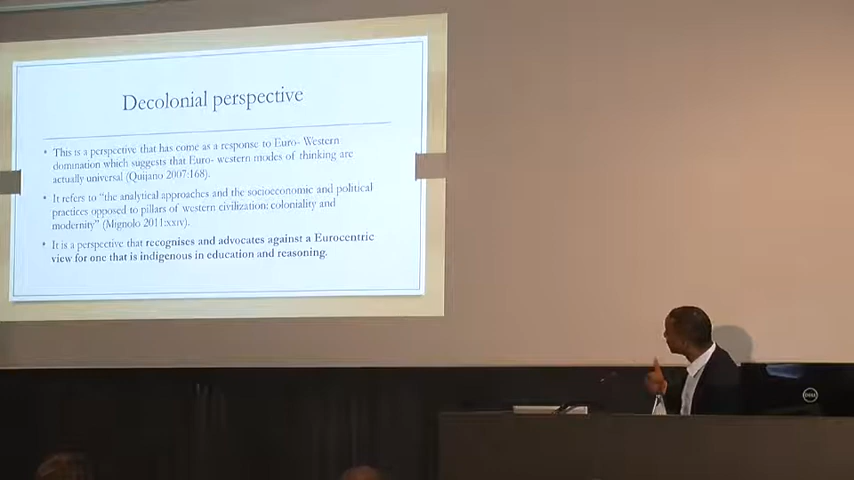 Decolonial perspective
• This is a perspective that has come as a response to Euro- Western
domination which suggests that Euro- western modes of thinking are
actually universal (Quijano 2007:168).
• It refers to “the analytical approaches and the socioeconomic and political
practices opposed to pillars of western civilization: coloniality and
modernity” (Mignolo 2011:xxiv).
• It is a perspective that recognises and advocates against a Eurocentric
view for one that is indigenous in education and reasoning.
DELL